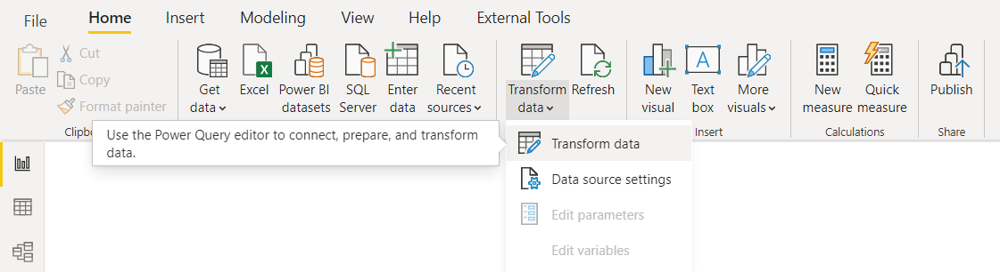 File Home Insert Modeling View Help External Tools
Paste
Cut
Copy
Format painter
Get
data
Excel
Power BI
datasets
SQL
Server
Enter
data
Recent
sources
Transform
data
Refresh
New
visual
Text
box
More
visuals
New
measure
Quick
measure
Publish
Clipb
Insert
Calculations
Share
Use the Power Query editor to connect, prepare, and transform
data.
Transform data
Data source settings
Edit parameters
Edit variables